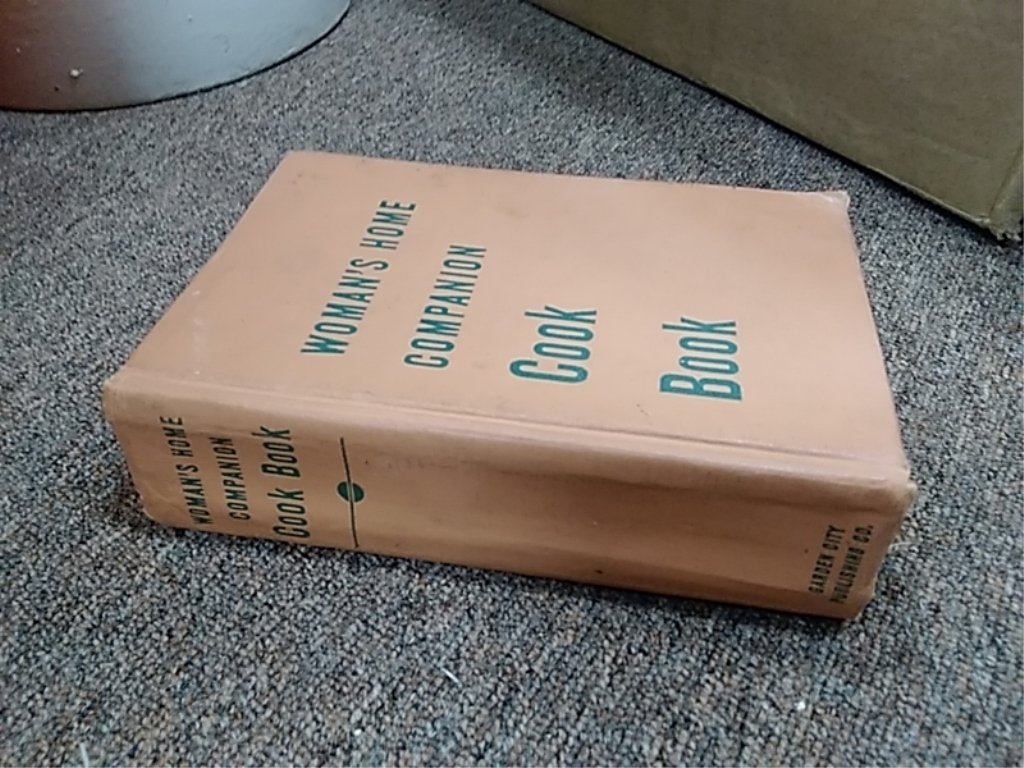 WOMAN'S HOME
COMPANION
Cook
Book
WOMAN'S HOME
COMPANION
Cook Book
GARDEN CITY
PUBLISHING CO.